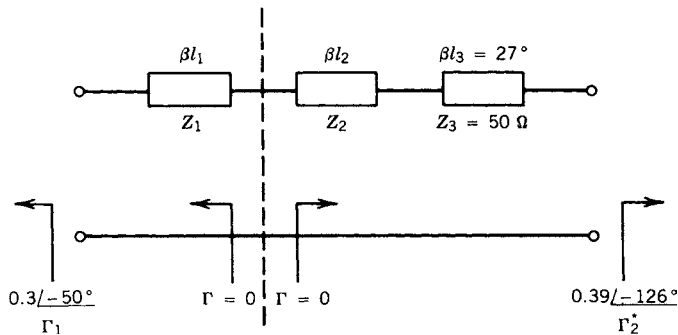 βl₁ βl₂ βl₃ = 27°
Z₁ Z₂ Z₃ = 50 Ω
0.3/−50° Γ = 0 Γ = 0 0.39/−126°
Γ₁ Γ₂*